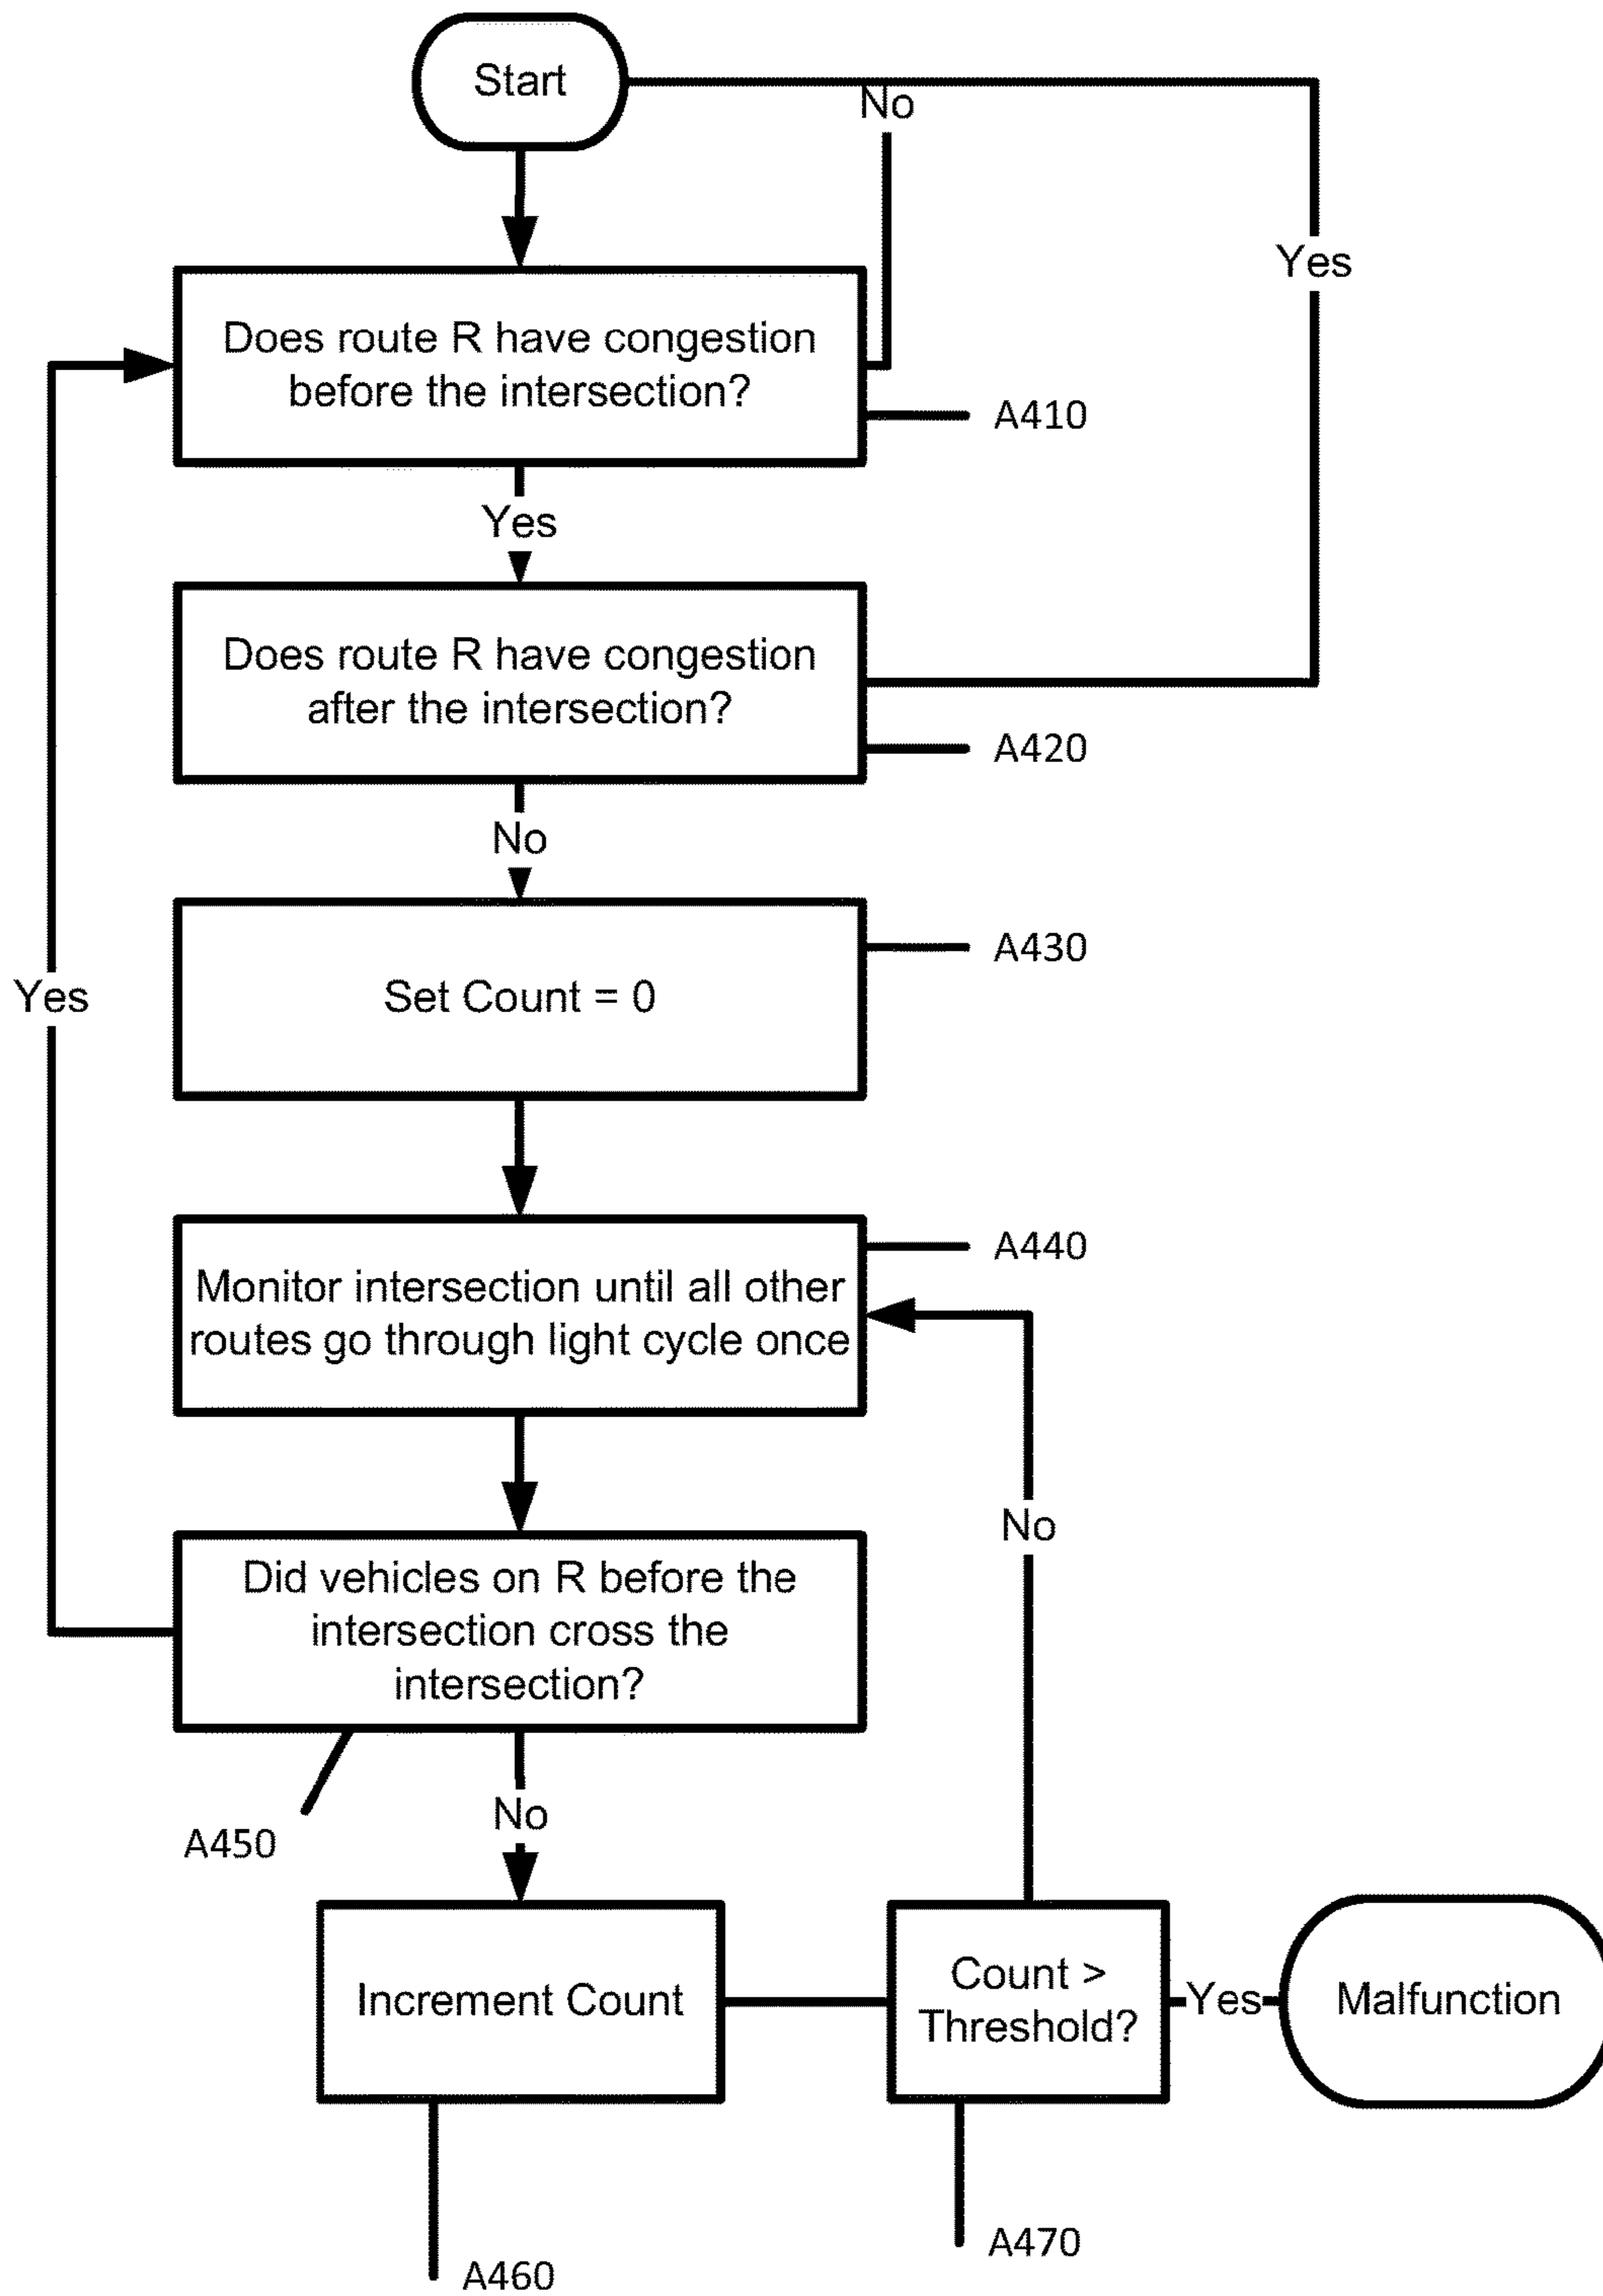 Start
No
Yes
Does route R have congestion
before the intersection?
A410
Yes
Does route R have congestion
after the intersection?
A420
No
A430
Set Count = 0
Yes
A440
Monitor intersection until all other
routes go through light cycle once
No
Did vehicles on R before the
intersection cross the
intersection?
A450
No
Increment Count
Count >
Threshold?
Yes
Malfunction
A470
A460